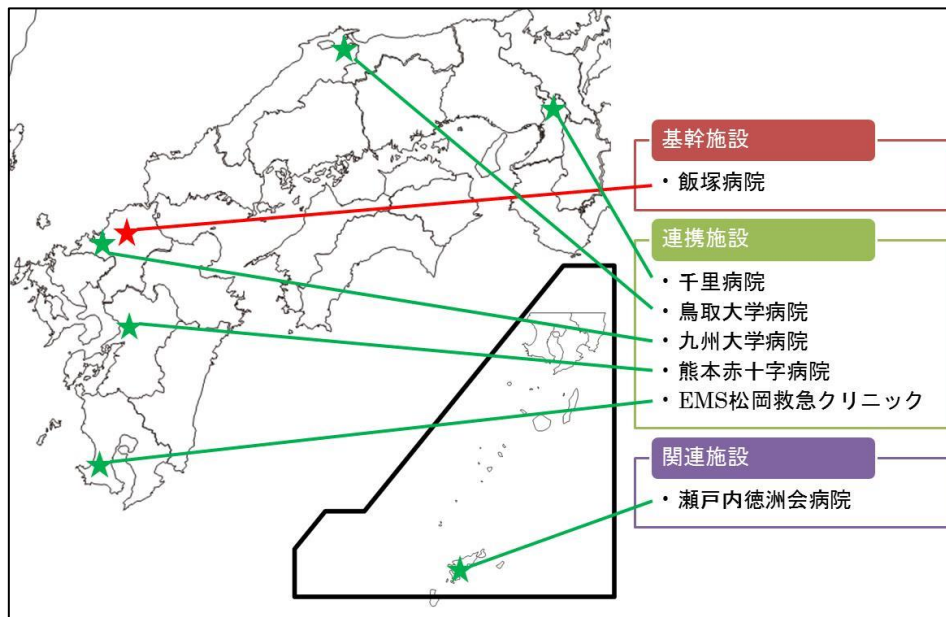 基幹施設
・飯塚病院
連携施設
・千里病院
・鳥取大学病院
・九州大学病院
・熊本赤十字病院
・EMS松岡救急クリニック
関連施設
・瀬戸内徳洲会病院